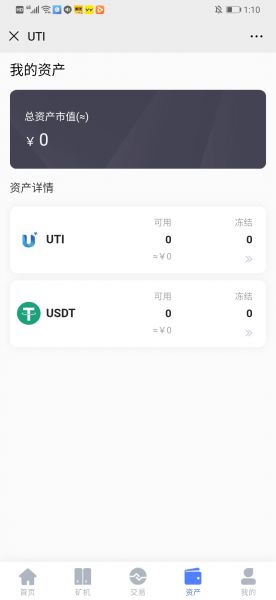 1:10
UTI
我的资产
总资产市值(≈)
￥ 0
资产详情
可用 冻结
UTI 0 0
≈￥0
可用 冻结
USDT 0 0
≈￥0
首页 矿机 交易 资产 我的